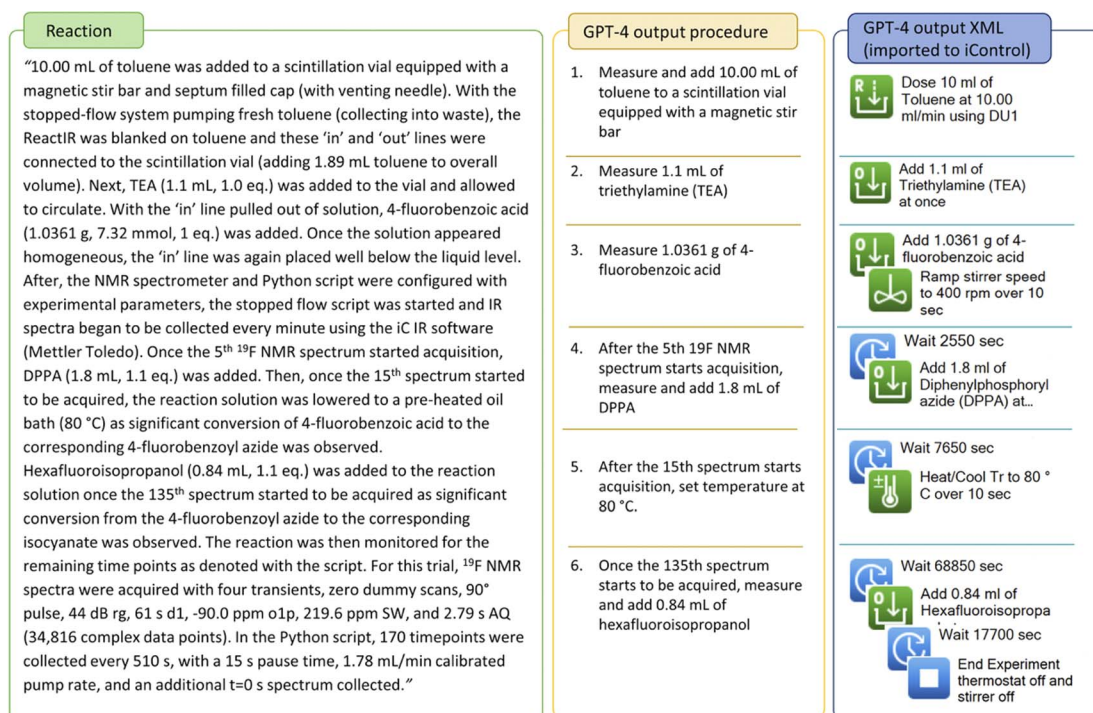 Reaction
“10.00 mL of toluene was added to a scintillation vial equipped with a
magnetic stir bar and septum filled cap (with venting needle). With the
stopped-flow system pumping fresh toluene (collecting into waste), the
ReactIR was blanked on toluene and these ‘in’ and ‘out’ lines were
connected to the scintillation vial (adding 1.89 mL toluene to overall
volume). Next, TEA (1.1 mL, 1.0 eq.) was added to the vial and allowed
to circulate. With the ‘in’ line pulled out of solution, 4-fluorobenzoic acid
(1.0361 g, 7.32 mmol, 1 eq.) was added. Once the solution appeared
homogeneous, the ‘in’ line was again placed well below the liquid level.
After, the NMR spectrometer and Python script were configured with
experimental parameters, the stopped flow script was started and IR
spectra began to be collected every minute using the iC IR software
(Mettler Toledo). Once the 5th 19F NMR spectrum started acquisition,
DPPA (1.8 mL, 1.1 eq.) was added. Then, once the 15th spectrum started
to be acquired, the reaction solution was lowered to a pre-heated oil
bath (80 °C) as significant conversion of 4-fluorobenzoic acid to the
corresponding 4-fluorobenzoyl azide was observed.
Hexafluoroisopropanol (0.84 mL, 1.1 eq.) was added to the reaction
solution once the 135th spectrum started to be acquired as significant
conversion from the 4-fluorobenzoyl azide to the corresponding
isocyanate was observed. The reaction was then monitored for the
remaining time points as denoted with the script. For this trial, 19F NMR
spectra were acquired with four transients, zero dummy scans, 90°
pulse, 44 dB rg, 61 s d1, -90.0 ppm o1p, 219.6 ppm SW, and 2.79 s AQ
(34,816 complex data points). In the Python script, 170 timepoints were
collected every 510 s, with a 15 s pause time, 1.78 mL/min calibrated
pump rate, and an additional t=0 s spectrum collected.”
GPT-4 output procedure
1. Measure and add 10.00 mL of
toluene to a scintillation vial
equipped with a magnetic stir
bar
2. Measure 1.1 mL of
triethylamine (TEA)
3. Measure 1.0361 g of 4-
fluorobenzoic acid
4. After the 5th 19F NMR
spectrum starts acquisition,
measure and add 1.8 mL of
DPPA
5. After the 15th spectrum starts
acquisition, set temperature at
80 °C.
6. Once the 135th spectrum
starts to be acquired, measure
and add 0.84 mL of
hexafluoroisopropanol
GPT-4 output XML
(imported to iControl)
R
Dose 10 ml of
Toluene at 10.00
ml/min using DU1
0
Add 1.1 ml of
Triethylamine (TEA)
at once
0
Add 1.0361 g of 4-
fluorobenzoic acid
Ramp stirrer speed
to 400 rpm over 10
sec
Wait 2550 sec
0
Add 1.8 ml of
Diphenylphosphoryl
azide (DPPA) at...
Wait 7650 sec
±
Heat/Cool Tr to 80 °
C over 10 sec
Wait 68850 sec
0
Add 0.84 ml of
Hexafluoroisopropa
Wait 17700 sec
End Experiment
thermostat off and
stirrer off